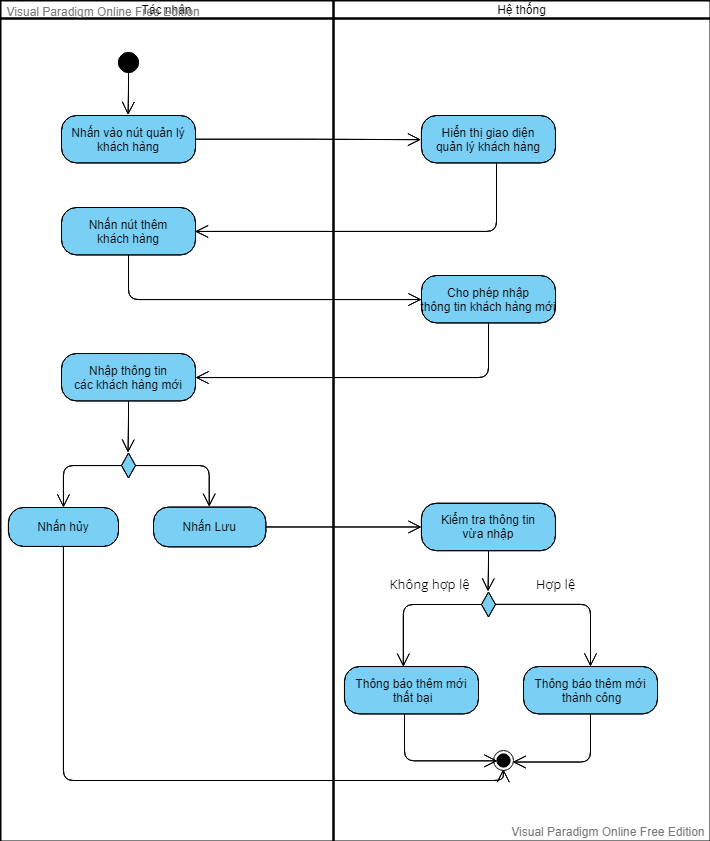 Visual Paradigm Online Free Edition
Tác nhân
Hệ thống
Nhấn vào nút quản lý
khách hàng
Hiển thị giao diện
quản lý khách hàng
Nhấn nút thêm
khách hàng
Cho phép nhập
thông tin khách hàng mới
Nhập thông tin
các khách hàng mới
Nhấn hủy
Nhấn Lưu
Kiểm tra thông tin
vừa nhập
Không hợp lệ
Hợp lệ
Thông báo thêm mới
thất bại
Thông báo thêm mới
thành công
Visual Paradigm Online Free Edition